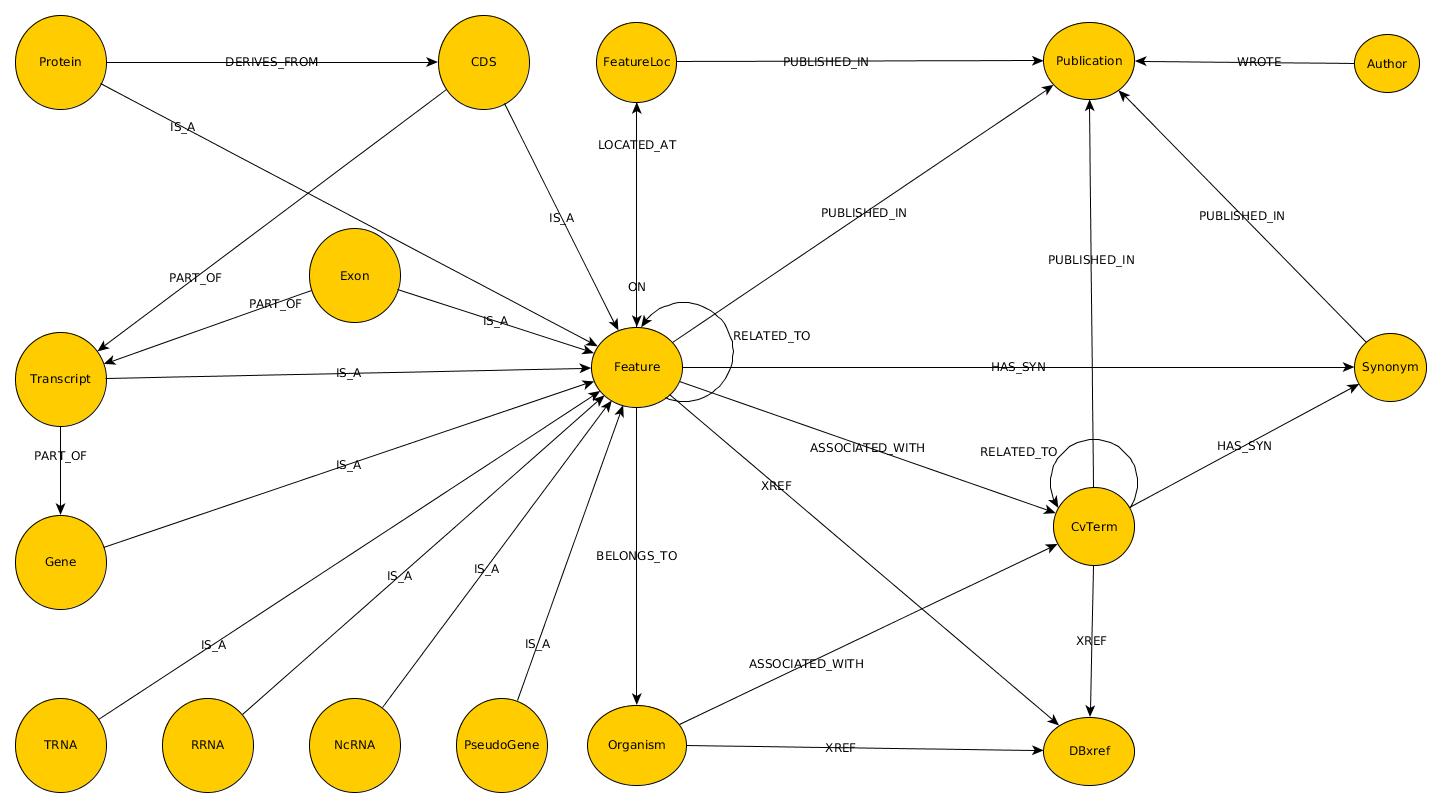 Protein
DERIVES_FROM
CDS
FeatureLoc
PUBLISHED_IN
Publication
WROTE
Author
IS_A
LOCATED_AT
IS_A
PUBLISHED_IN
PUBLISHED_IN
PUBLISHED_IN
PART_OF
Exon
PART_OF
ON
IS_A
RELATED_TO
Transcript
IS_A
Feature
HAS_SYN
Synonym
PART_OF
IS_A
ASSOCIATED_WITH
RELATED_TO
HAS_SYN
XREF
CvTerm
Gene
IS_A
IS_A
BELONGS_TO
IS_A
IS_A
XREF
ASSOCIATED_WITH
TRNA
RRNA
NcRNA
PseudoGene
Organism
XREF
DBxref